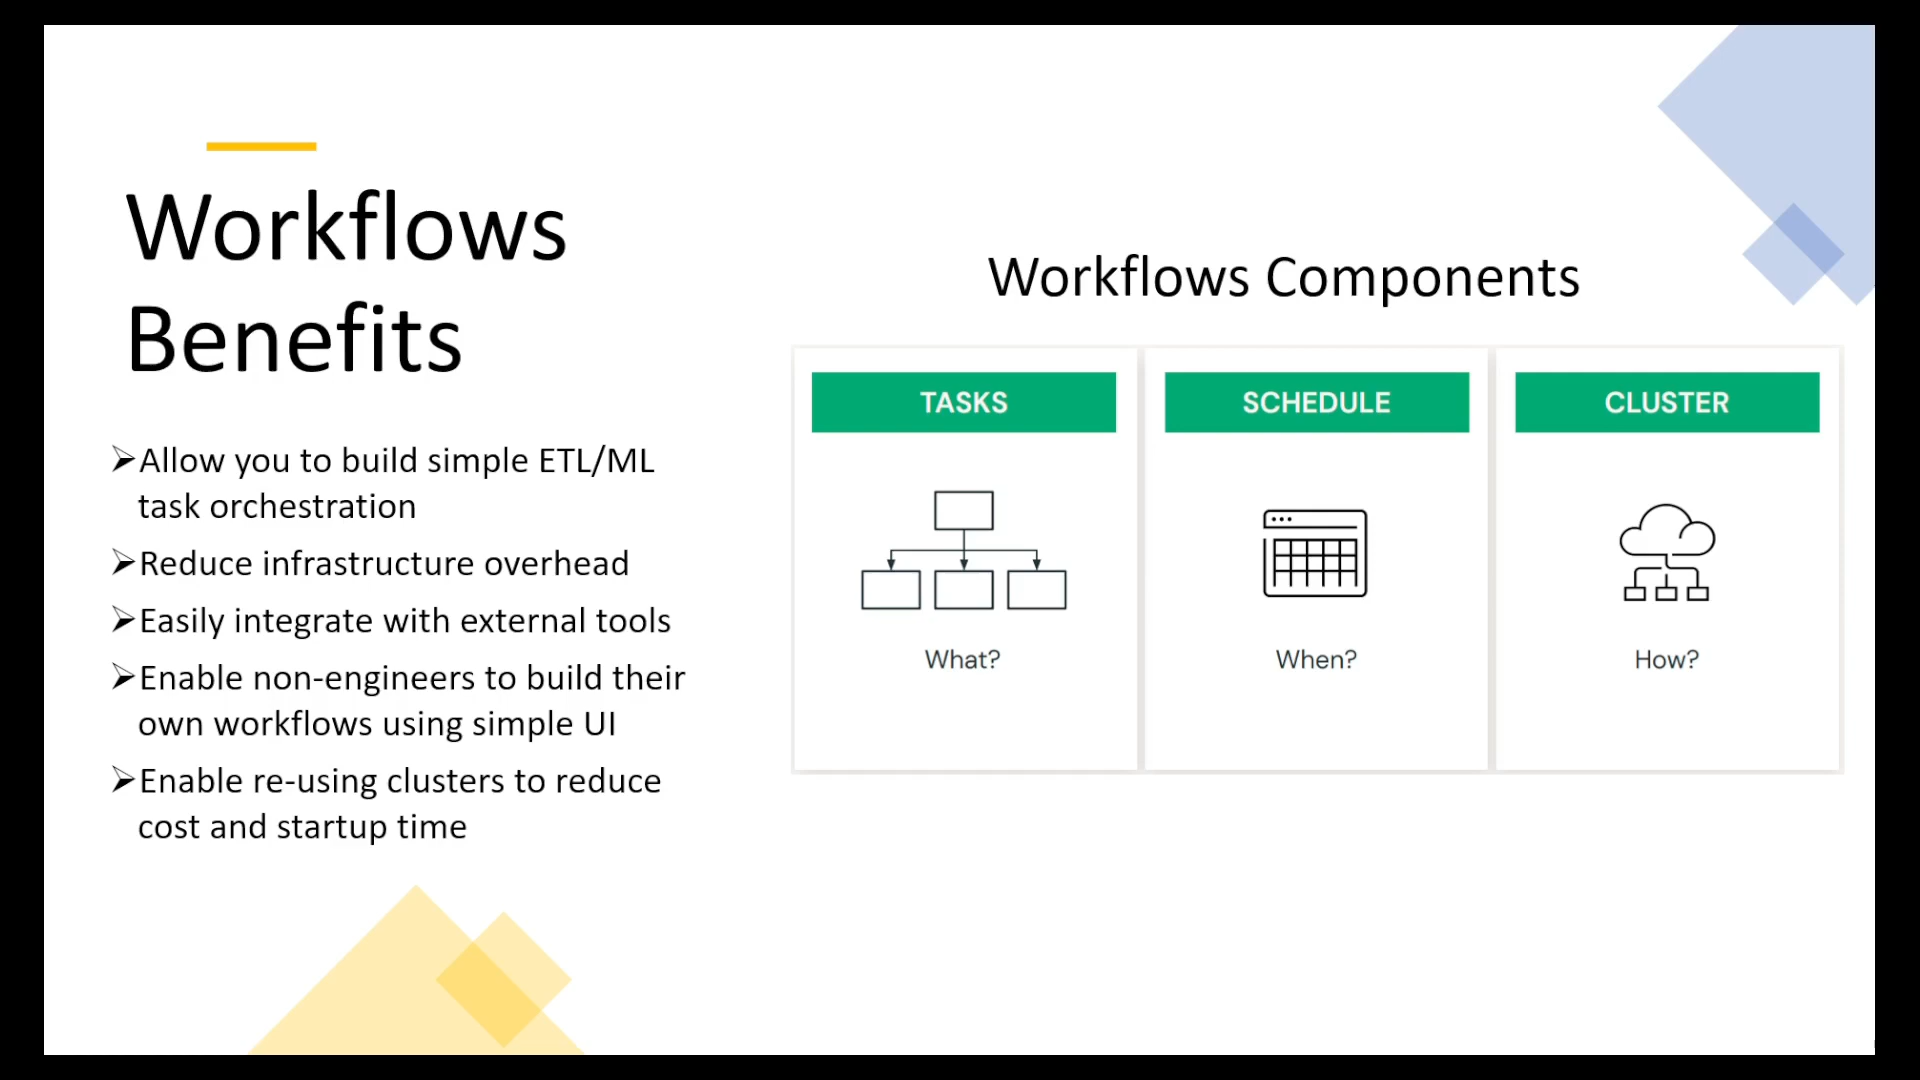 Workflows
Benefits
➢Allow you to build simple ETL/ML
task orchestration
➢Reduce infrastructure overhead
➢Easily integrate with external tools
➢Enable non-engineers to build their
own workflows using simple UI
➢Enable re-using clusters to reduce
cost and startup time
Workflows Components
TASKS
What?
SCHEDULE
When?
CLUSTER
How?